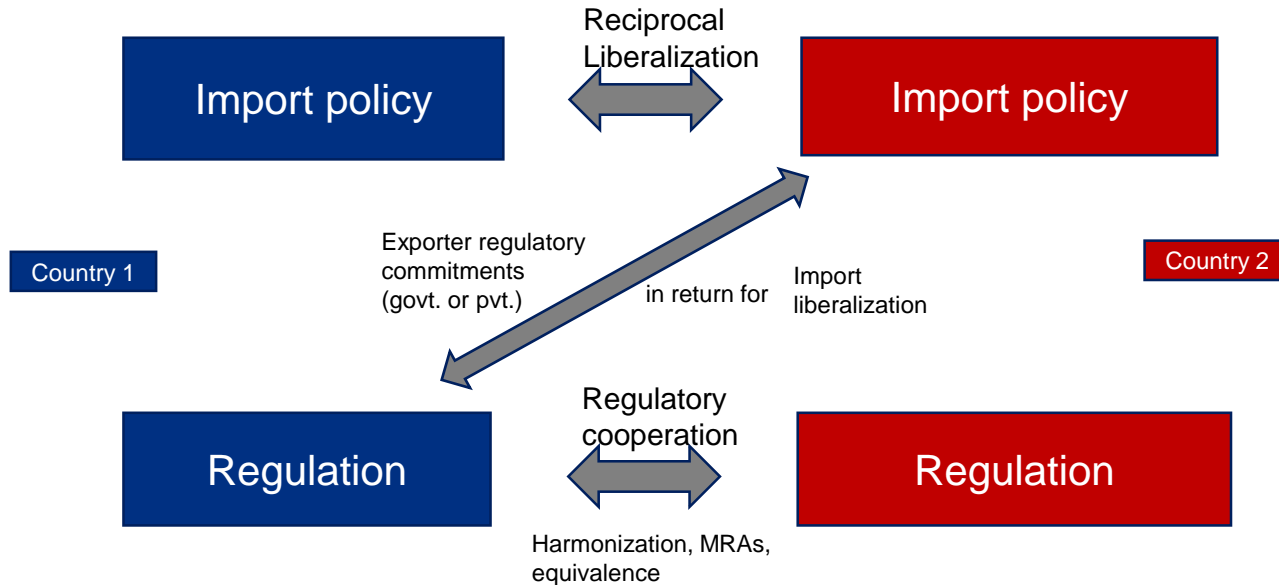 Reciprocal
Liberalization
Import policy
Import policy
Exporter regulatory
commitments
(govt. or pvt.)
in return for
Import
liberalization
Country 1
Country 2
Regulatory
cooperation
Regulation
Regulation
Harmonization, MRAs,
equivalence